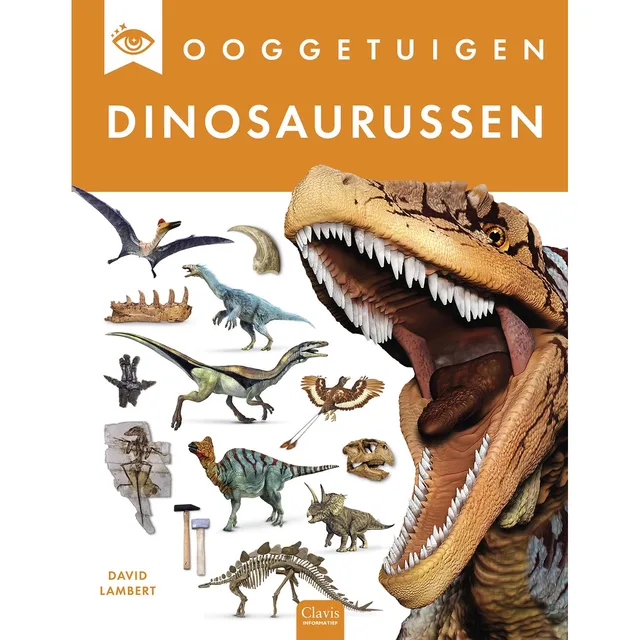 OOGGETUIGEN
DINOSAURUSSEN
DAVID
LAMBERT
Clavis
INFORMATIEF